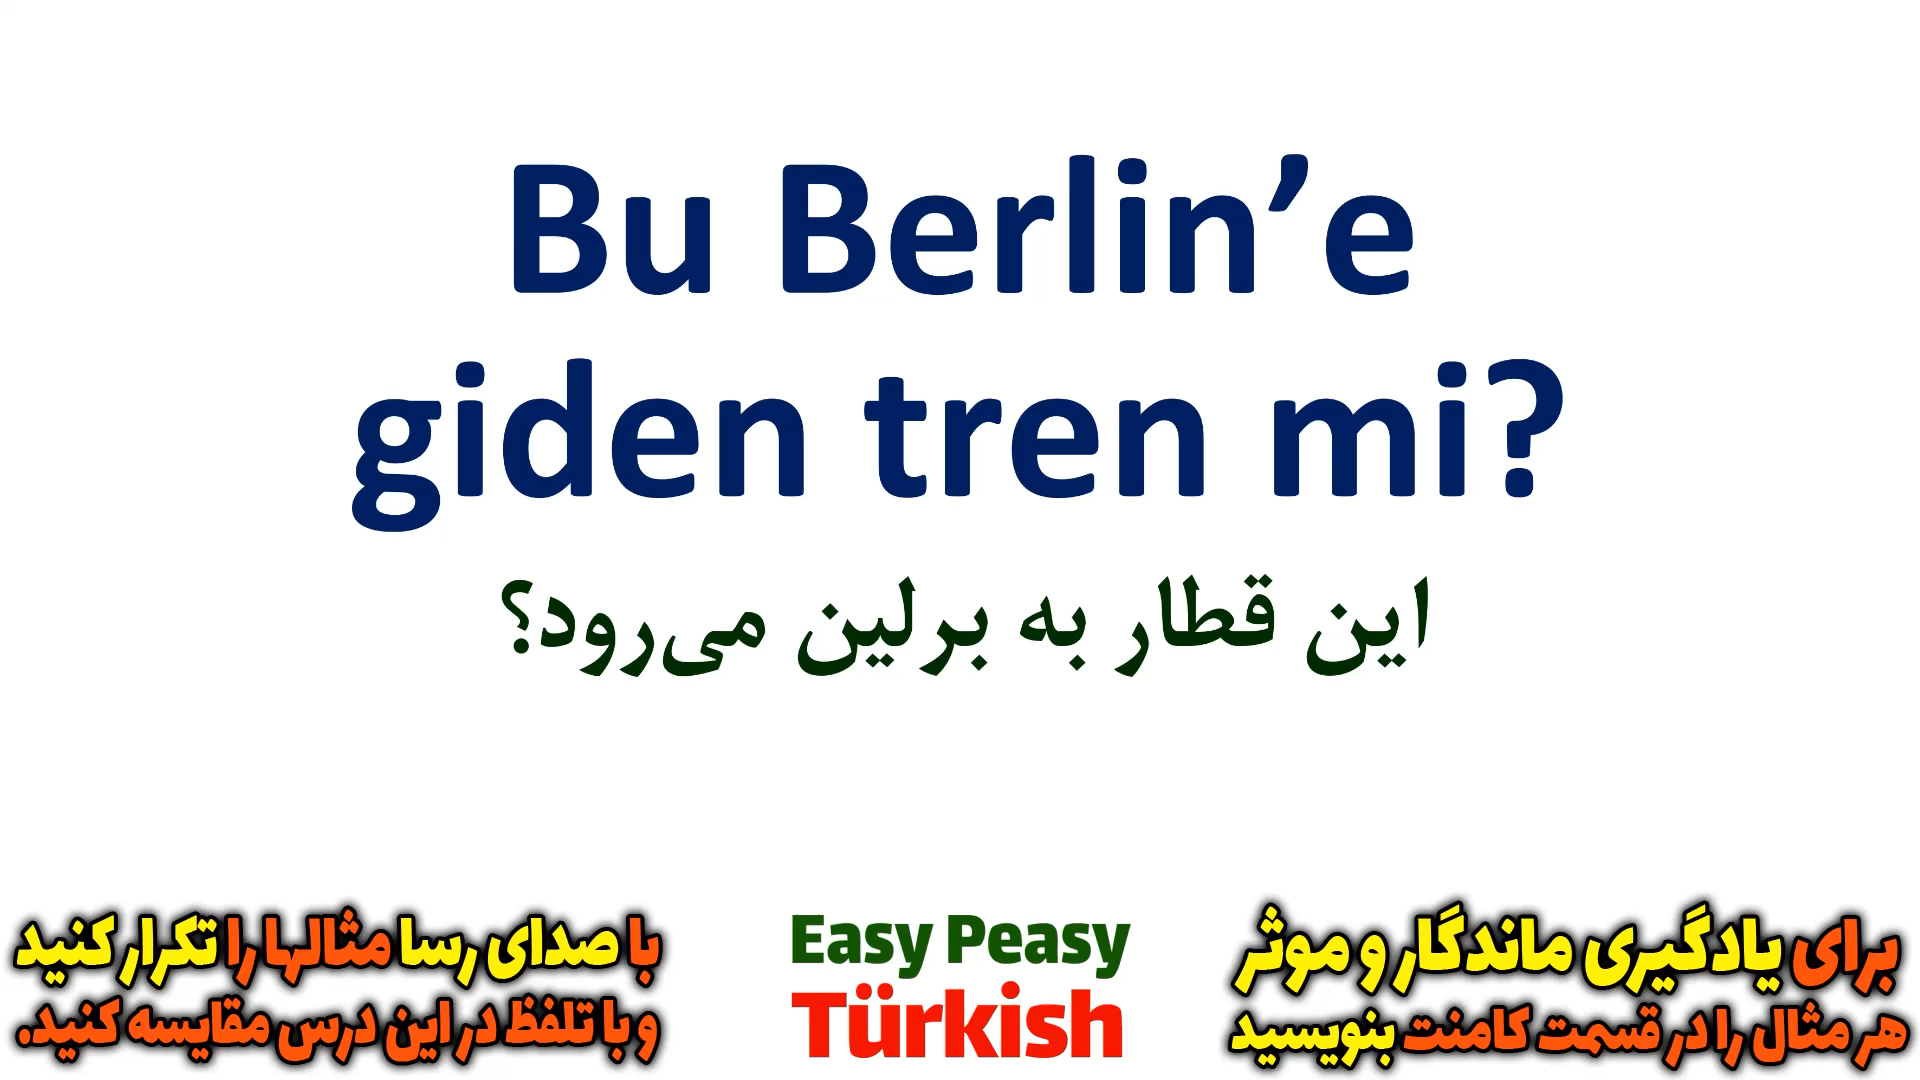 Bu Berlin’e
giden tren mi?
این قطار به برلین می‌رود؟
با صدای رسا مثالها را تکرار کنید
و با تلفظ در این درس مقایسه کنید.
Easy Peasy
Türkish
برای یادگیری ماندگار و موثر
هر مثال را در قسمت کامنت بنویسید